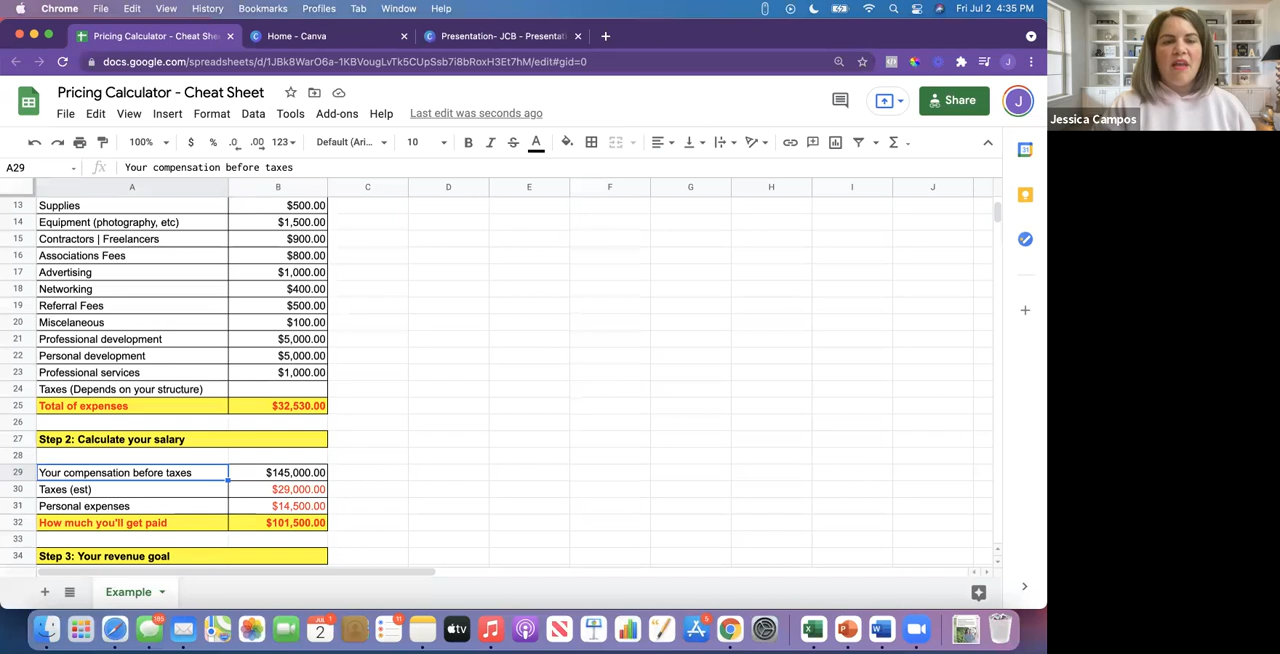 Chrome File Edit View History Bookmarks Profiles Tab Window Help Fri Jul 2 4:35 PM
Pricing Calculator - Cheat She Home - Canva Presentation- JCB - Presentati
docs.google.com/spreadsheets/d/1JBk8WarO6a-1KBVougLvTk5CUpSsb7i8bRoxH3Et7hM/edit#gid=0
Pricing Calculator - Cheat Sheet
File Edit View Insert Format Data Tools Add-ons Help Last edit was seconds ago
Share J
Jessica Campos
100% $ % .0 .00 123 Default (Ari... 10 B I S A
A29 fx Your compensation before taxes
A B C D E F G H I J
13 Supplies $500.00
14 Equipment (photography, etc) $1,500.00
15 Contractors | Freelancers $900.00
16 Associations Fees $800.00
17 Advertising $1,000.00
18 Networking $400.00
19 Referral Fees $500.00
20 Miscelaneous $100.00
21 Professional development $5,000.00
22 Personal development $5,000.00
23 Professional services $1,000.00
24 Taxes (Depends on your structure)
25 Total of expenses $32,530.00
26
27 Step 2: Calculate your salary
28
29 Your compensation before taxes $145,000.00
30 Taxes (est) $29,000.00
31 Personal expenses $14,500.00
32 How much you'll get paid $101,500.00
33
34 Step 3: Your revenue goal
Example